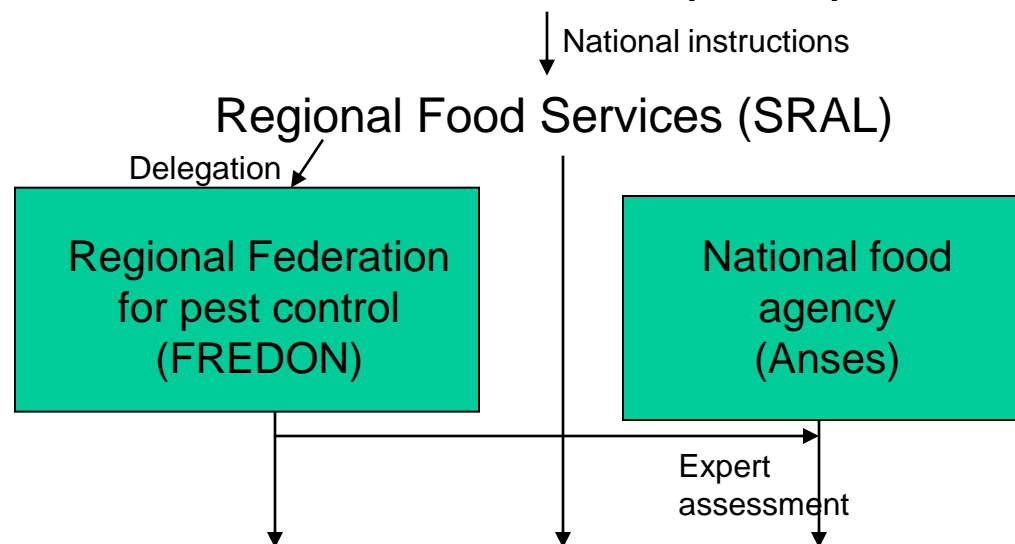 National instructions
Regional Food Services (SRAL)
Delegation
Regional Federation
for pest control
(FREDON)
National food
agency
(Anses)
Expert
assessment